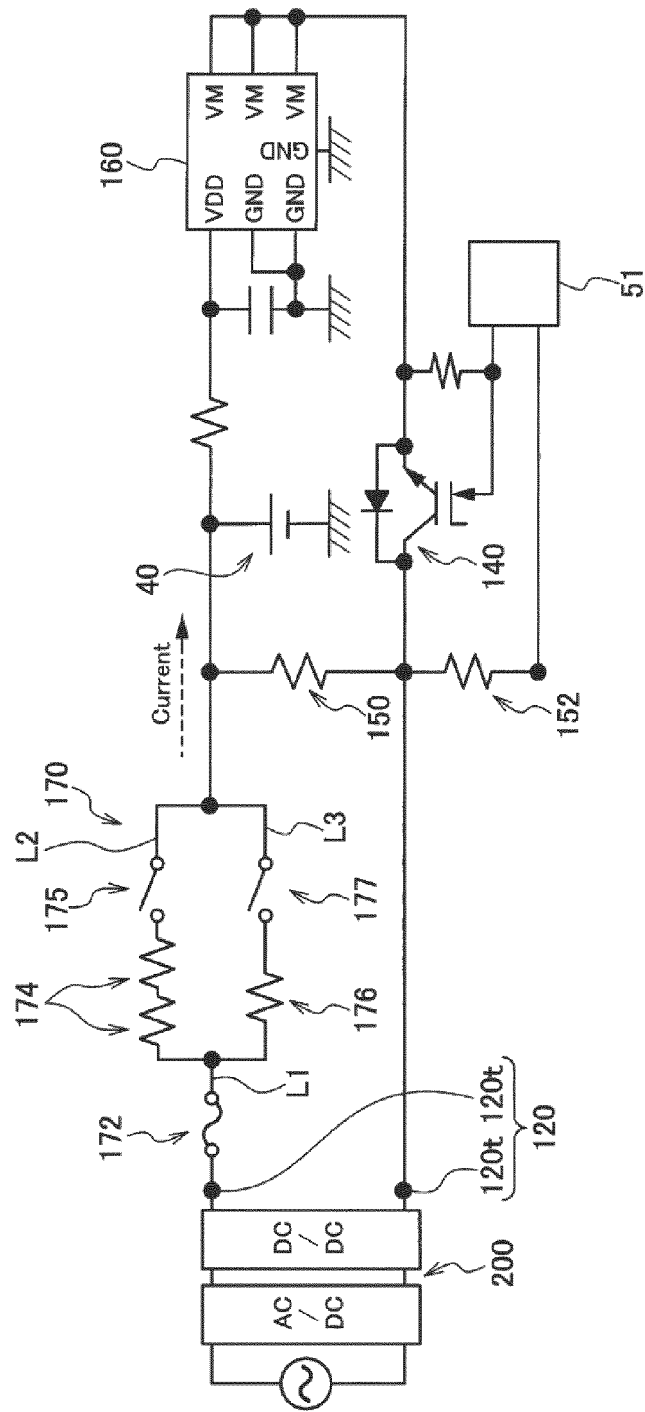 170
L2
175
174
172
L1
L3
177
176
Current
40
150
152
140
160
VDD
GND
GND
GND
VM
VM
VM
51
AC/DC
DC/DC
200
120t
120t
120